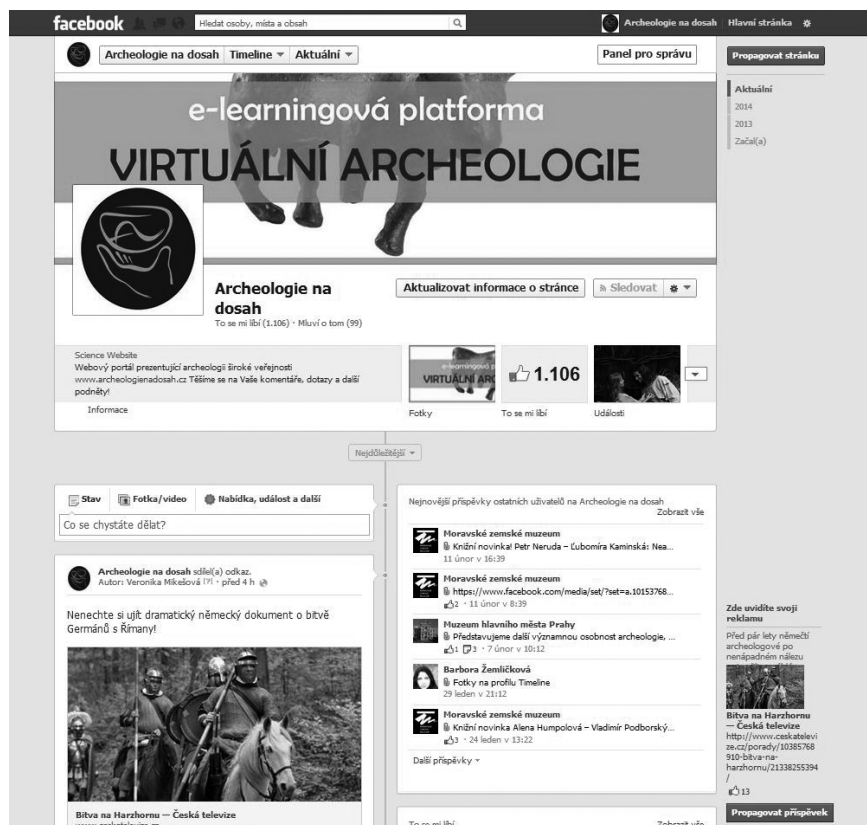 facebook
Hledat osoby, místa a obsah
Archeologie na dosah
Hlavní stránka
Archeologie na dosah
Timeline
Aktuální
Panel pro správu
Propagovat stránku
Aktuální
2014
2013
Začal(a)
e-learningová platforma
VIRTUÁLNÍ ARCHEOLOGIE
Archeologie na
dosah
To se mi líbí (1.106) · Mluví o tom (99)
Aktualizovat informace o stránce
Sledovat
Science Website
Webový portál prezentující archeologii široké veřejnosti
www.archeologienadosah.cz Těšíme se na Vaše komentáře, dotazy a další
podněty!
Informace
VIRTUÁLNÍ ARC
1.106
Fotky
To se mi líbí
Události
Nejdůležitější
Stav
Fotka/video
Nabídka, událost a další
Co se chystáte dělat?
Archeologie na dosah sdílel(a) odkaz.
Autor: Veronika Mikešová [?] · před 4 h
Nenechte si ujít dramatický německý dokument o bitvě
Germánů s Římany!
Bitva na Harzhornu — Česká televize
www.ceskatelevize.cz
Nejnovější příspěvky ostatních uživatelů na Archeologie na dosah
Zobrazit vše
Moravské zemské muzeum
Knižní novinka! Petr Neruda – Ľubomíra Kaminská: Nea...
11 únor v 16:39
Moravské zemské muzeum
https://www.facebook.com/media/set/?set=a.10153768...
2 · 11 únor v 8:39
Muzeum hlavního města Prahy
Představujeme další významnou osobnost archeologie, ...
1 3 · 7 únor v 10:12
Barbora Žemličková
Fotky na profilu Timeline
29 leden v 21:12
Moravské zemské muzeum
Knižní novinka Alena Humpolová – Vladimír Podborský...
3 · 24 leden v 13:22
Další příspěvky
To se mi líbí
Zobrazit vše
Zde uvidíte svoji
reklamu
Před pár lety němečtí
archeologové po
nenápadném nálezu
Bitva na Harzhornu
— Česká televize
http://www.ceskatelevi
ze.cz/porady/10385768
910-bitva-na-
harzhornu/21338255394
/
13
Propagovat příspěvek